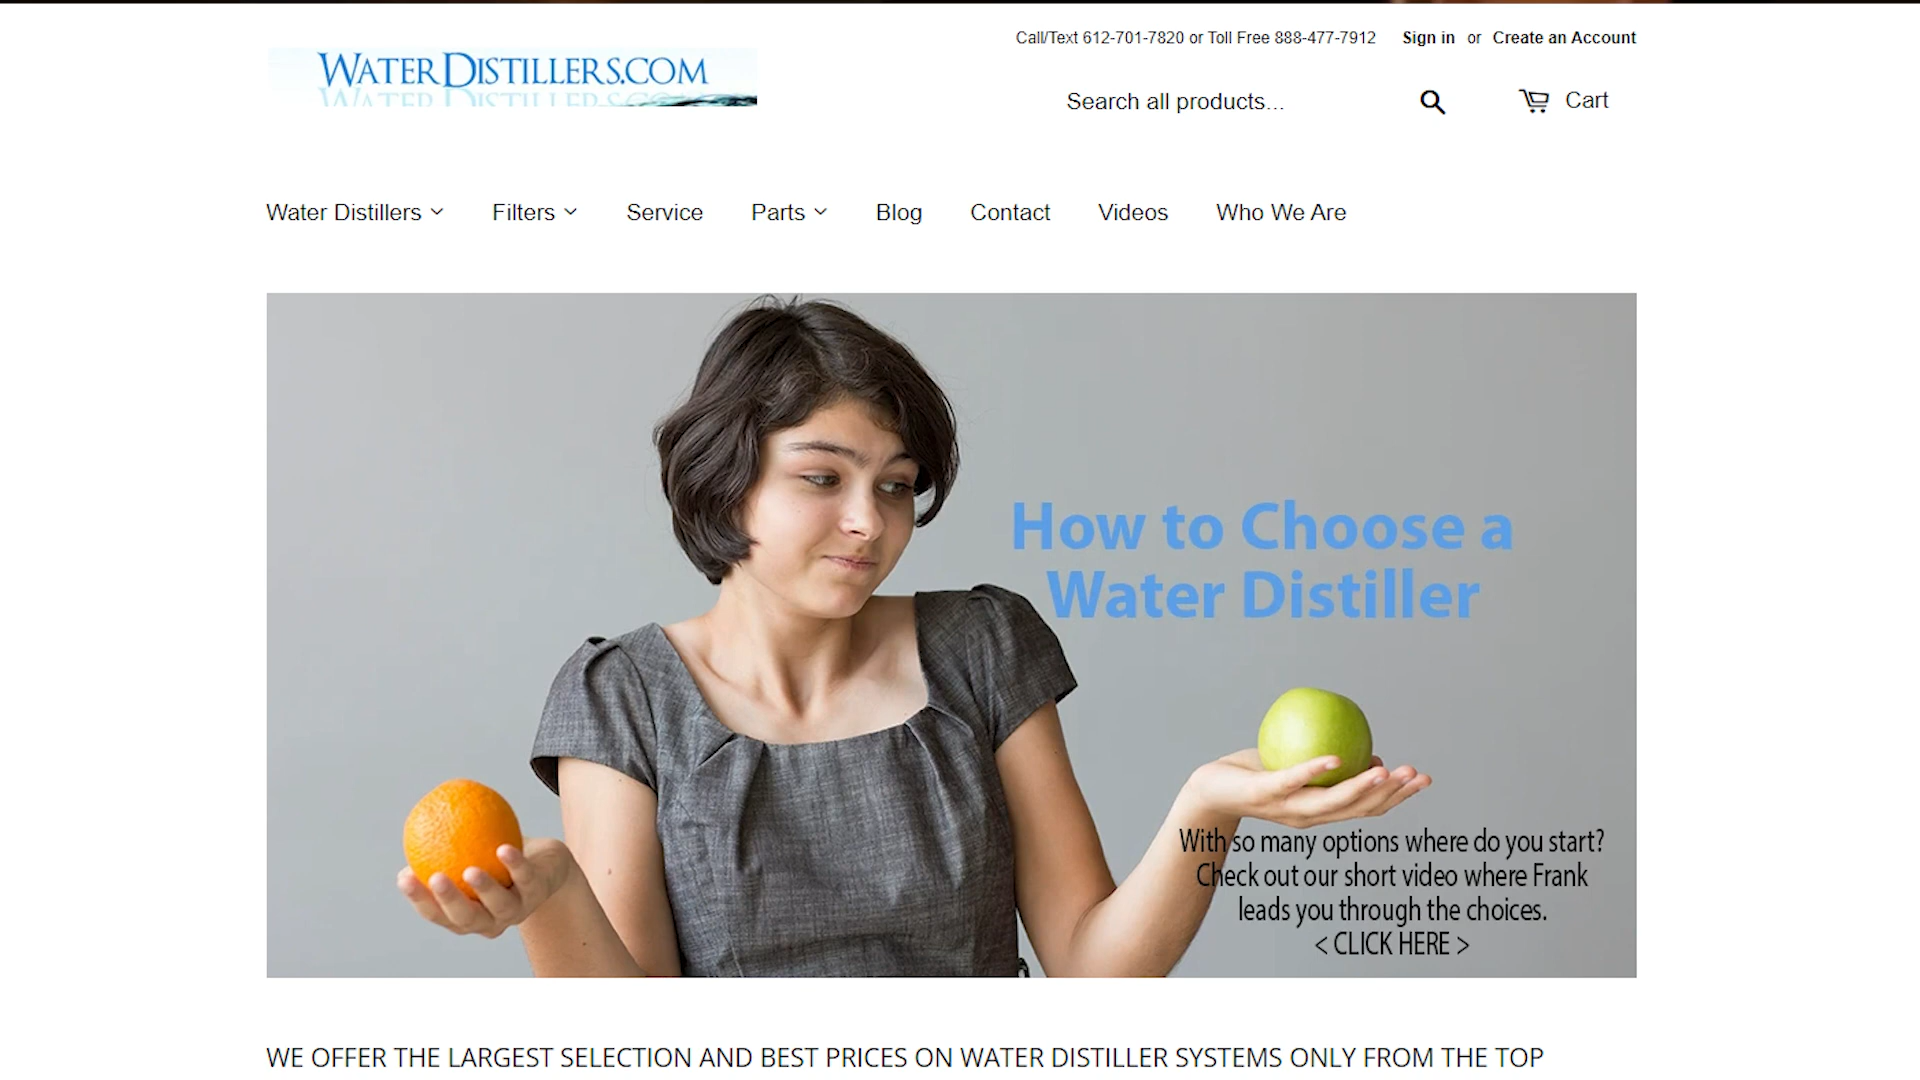 Call/Text 612-701-7820 or Toll Free 888-477-7912 Sign in or Create an Account
WATERDISTILLERS.COM
Search all products...
Cart
Water Distillers Filters Service Parts Blog Contact Videos Who We Are
How to Choose a
Water Distiller
With so many options where do you start?
Check out our short video where Frank
leads you through the choices.
< CLICK HERE >
WE OFFER THE LARGEST SELECTION AND BEST PRICES ON WATER DISTILLER SYSTEMS ONLY FROM THE TOP